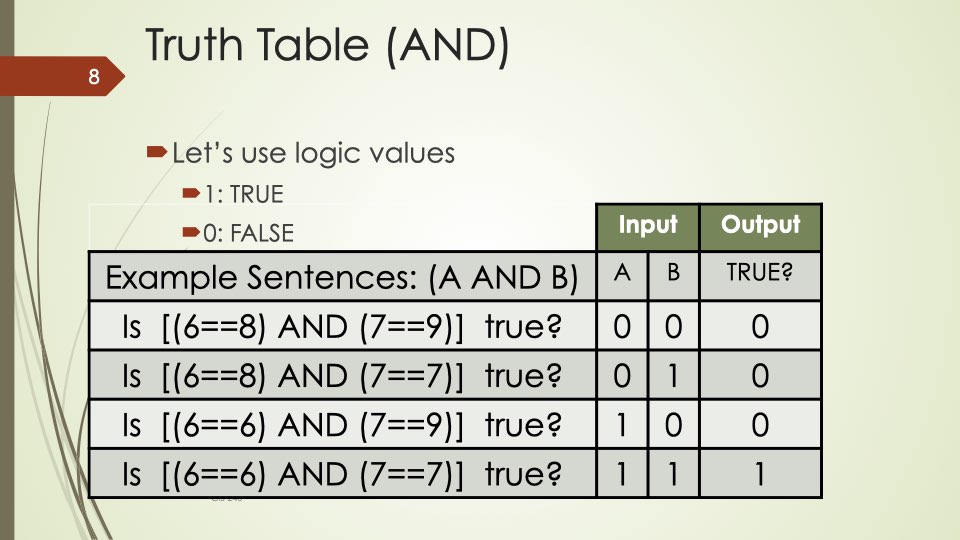 Truth Table (AND)
8
Let's use logic values
1: TRUE
0: FALSE
Input Output
Example Sentences: (A AND B) A B TRUE?
Is [(6==8) AND (7==9)] true? 0 0 0
Is [(6==8) AND (7==7)] true? 0 1 0
Is [(6==6) AND (7==9)] true? 1 0 0
Is [(6==6) AND (7==7)] true? 1 1 1